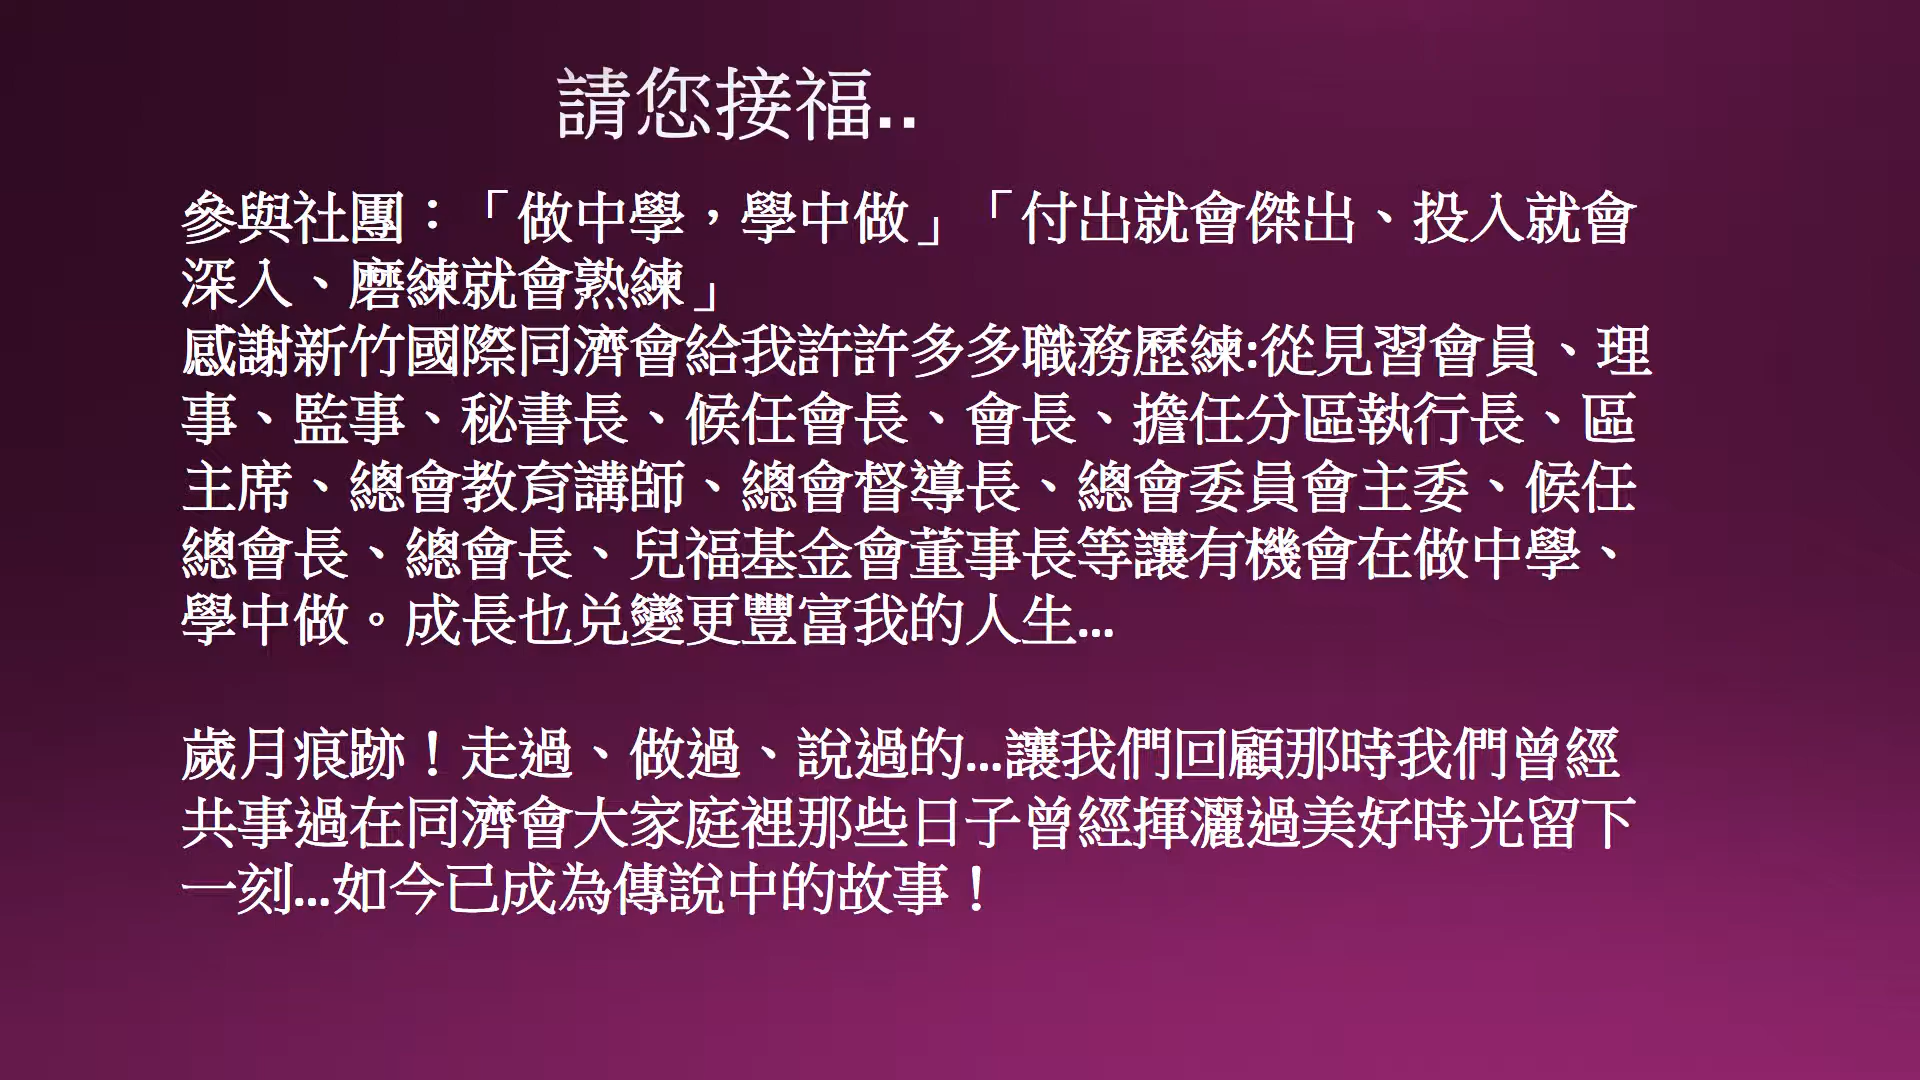 請您接福..
參與社團：「做中學，學中做」「付出就會傑出、投入就會
深入、磨練就會熟練」
感謝新竹國際同濟會給我許許多多職務歷練:從見習會員、理
事、監事、秘書長、候任會長、會長、擔任分區執行長、區
主席、總會教育講師、總會督導長、總會委員會主委、候任
總會長、總會長、兒福基金會董事長等讓有機會在做中學、
學中做。成長也兑變更豐富我的人生...
歲月痕跡！走過、做過、說過的...讓我們回顧那時我們曾經
共事過在同濟會大家庭裡那些日子曾經揮灑過美好時光留下
一刻...如今已成為傳說中的故事！